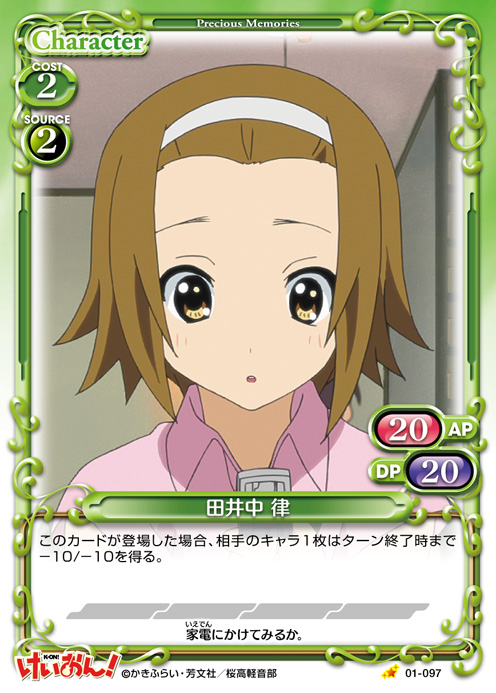 Precious Memories
Character
COST
2
SOURCE
2
20 AP
DP 20
田井中 律
このカードが登場した場合、相手のキャラ1枚はターン終了時まで
−10/−10を得る。
いえでん
家電にかけてみるか。
K-ON!
けいおん!
©かきふらい・芳文社/桜高軽音部
01-097